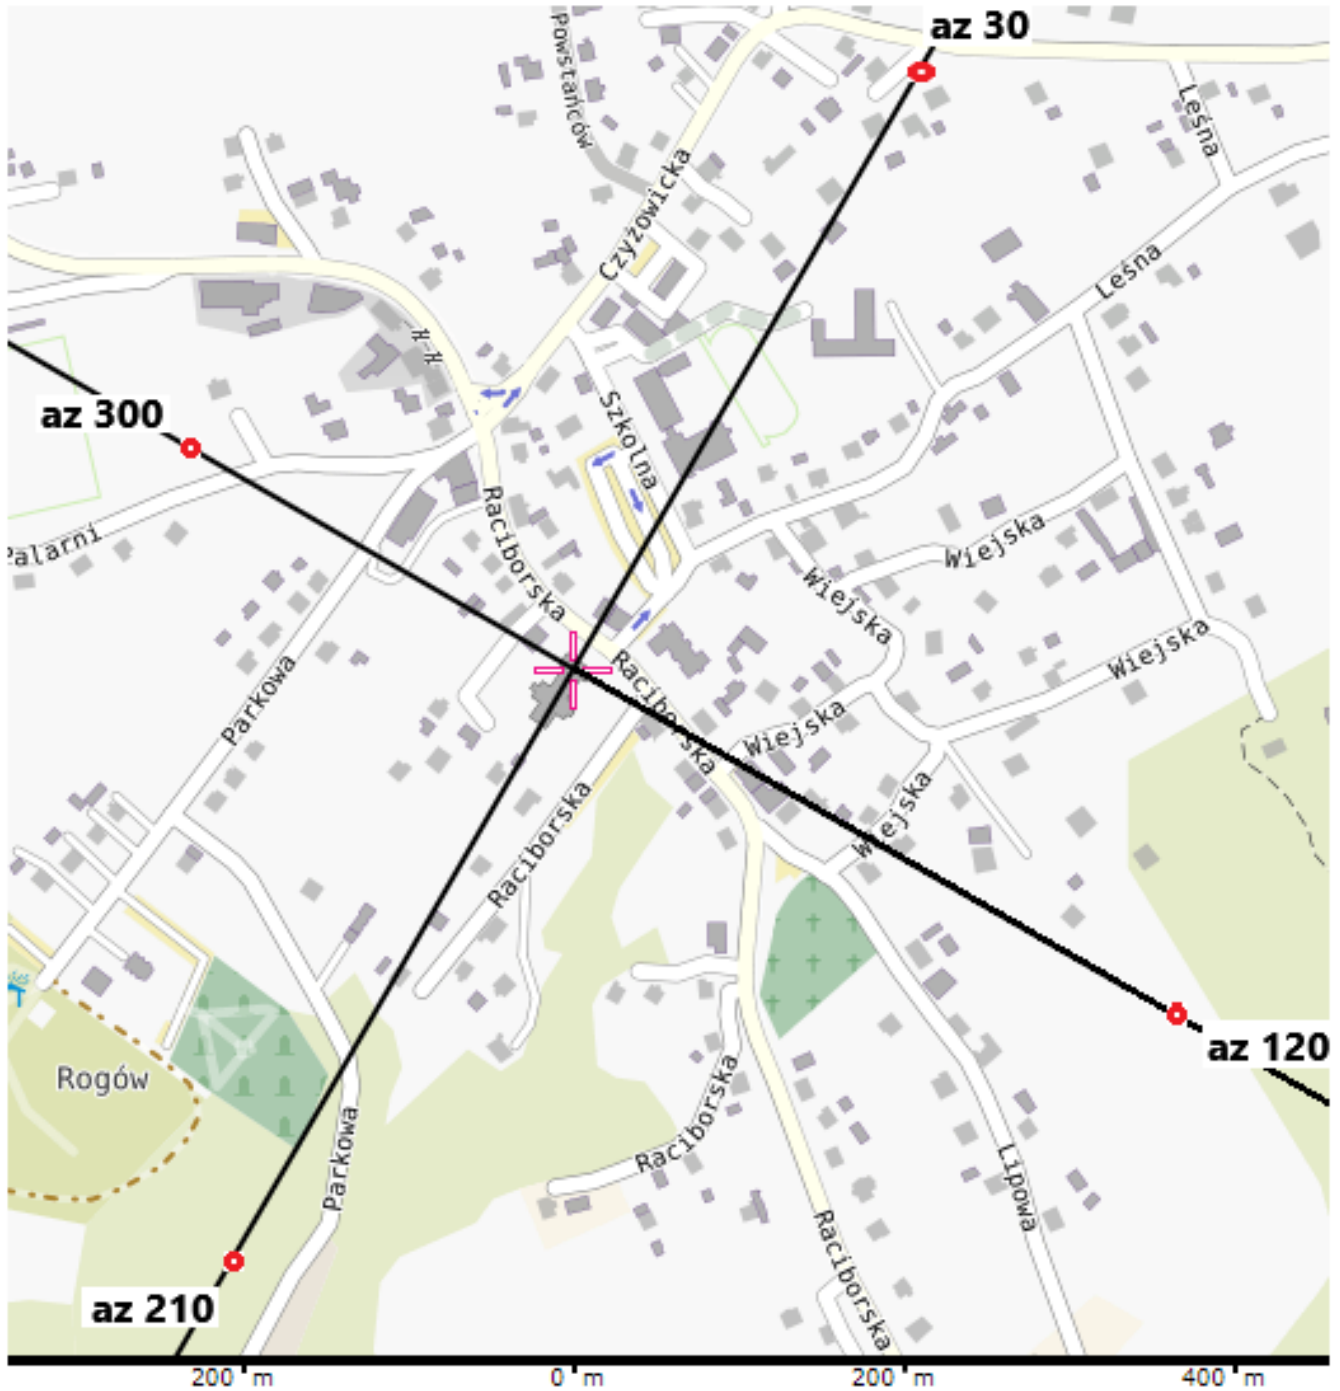 az 30
Powstańców
Leśna
Czyżowicka
Leśna
H-H
az 300
Szkolna
Raciborska
Palarni
Wiejska
Wiejska
Wiejska
Raciborska
Parkowa
Wiejska
Wiejska
Raciborska
az 120
Rogów
Raciborska
Parkowa
Lipowa
Raciborska
az 210
200 m
0 m
200 m
400 m